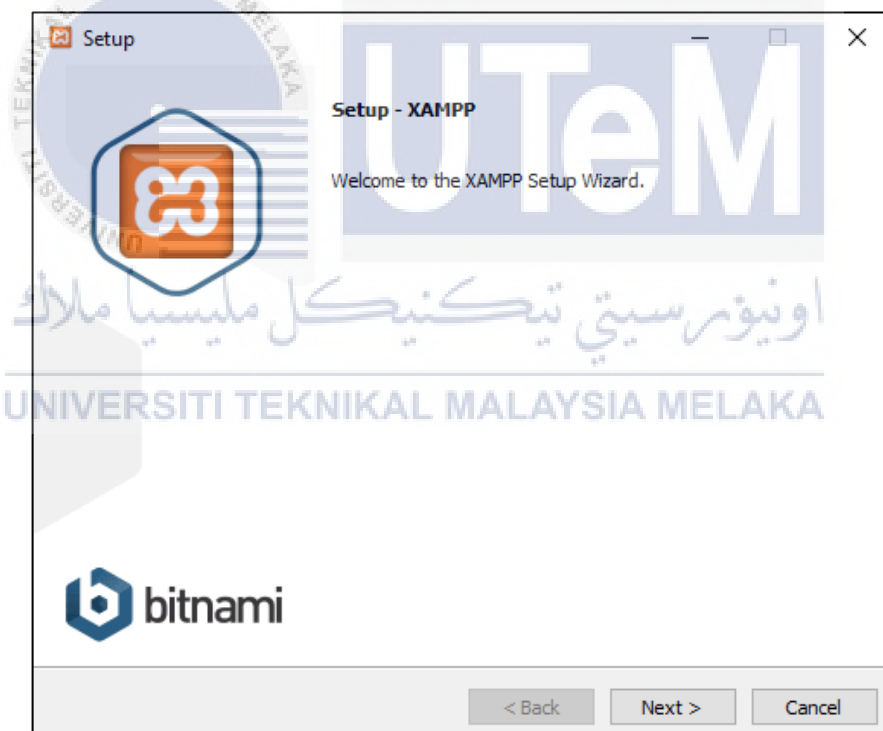 Setup
Setup - XAMPP
Welcome to the XAMPP Setup Wizard.
UTeM
اونيۏرسيتي تيكنيكل مليسيا ملاك
UNIVERSITI TEKNIKAL MALAYSIA MELAKA
bitnami
< Back
Next >
Cancel